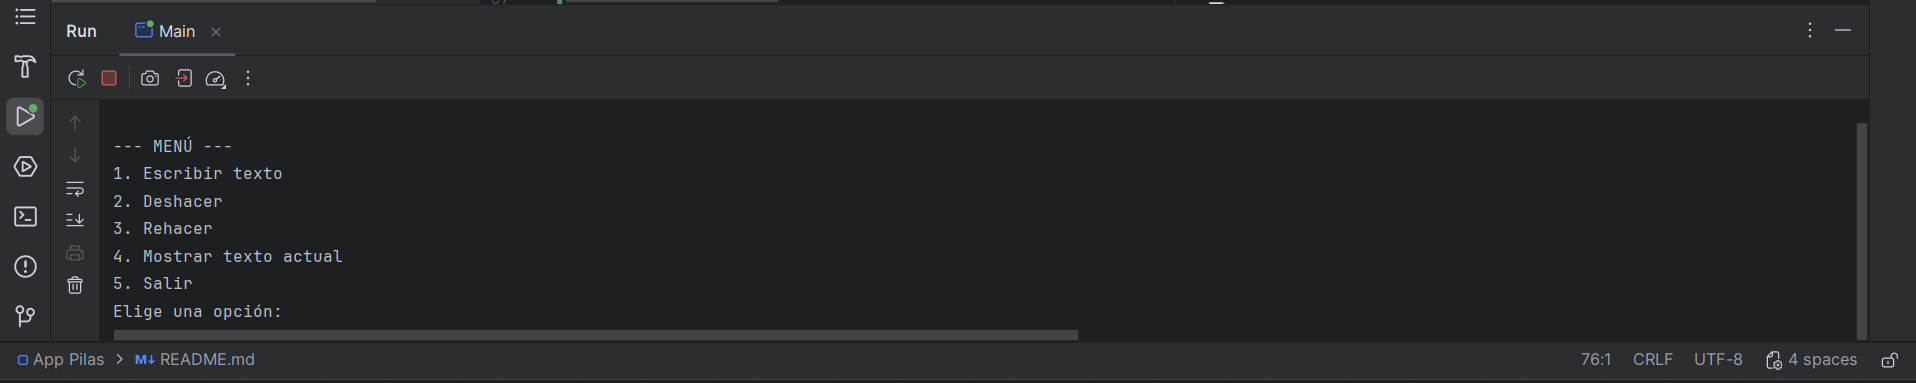 Run Main
--- MENÚ ---
1. Escribir texto
2. Deshacer
3. Rehacer
4. Mostrar texto actual
5. Salir
Elige una opción:
App Pilas README.md 76:1 CRLF UTF-8 4 spaces